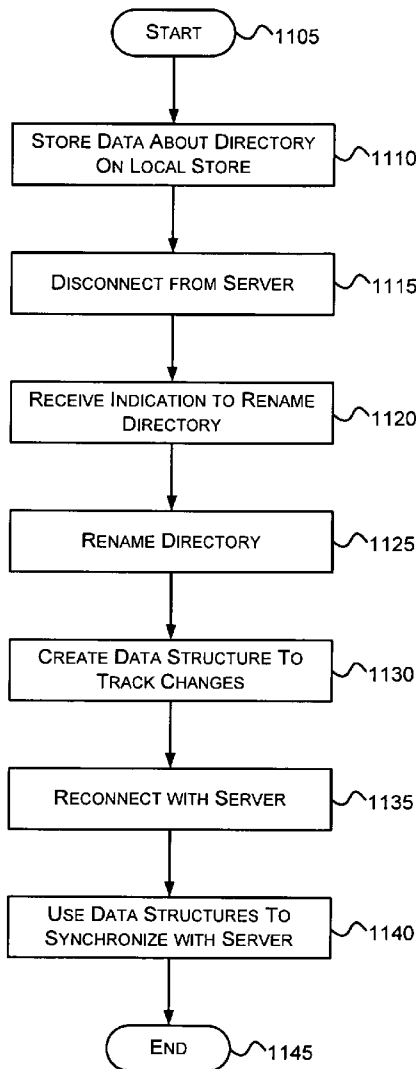 START
1105
STORE DATA ABOUT DIRECTORY
ON LOCAL STORE
1110
DISCONNECT FROM SERVER
1115
RECEIVE INDICATION TO RENAME
DIRECTORY
1120
RENAME DIRECTORY
1125
CREATE DATA STRUCTURE TO
TRACK CHANGES
1130
RECONNECT WITH SERVER
1135
USE DATA STRUCTURES TO
SYNCHRONIZE WITH SERVER
1140
END
1145